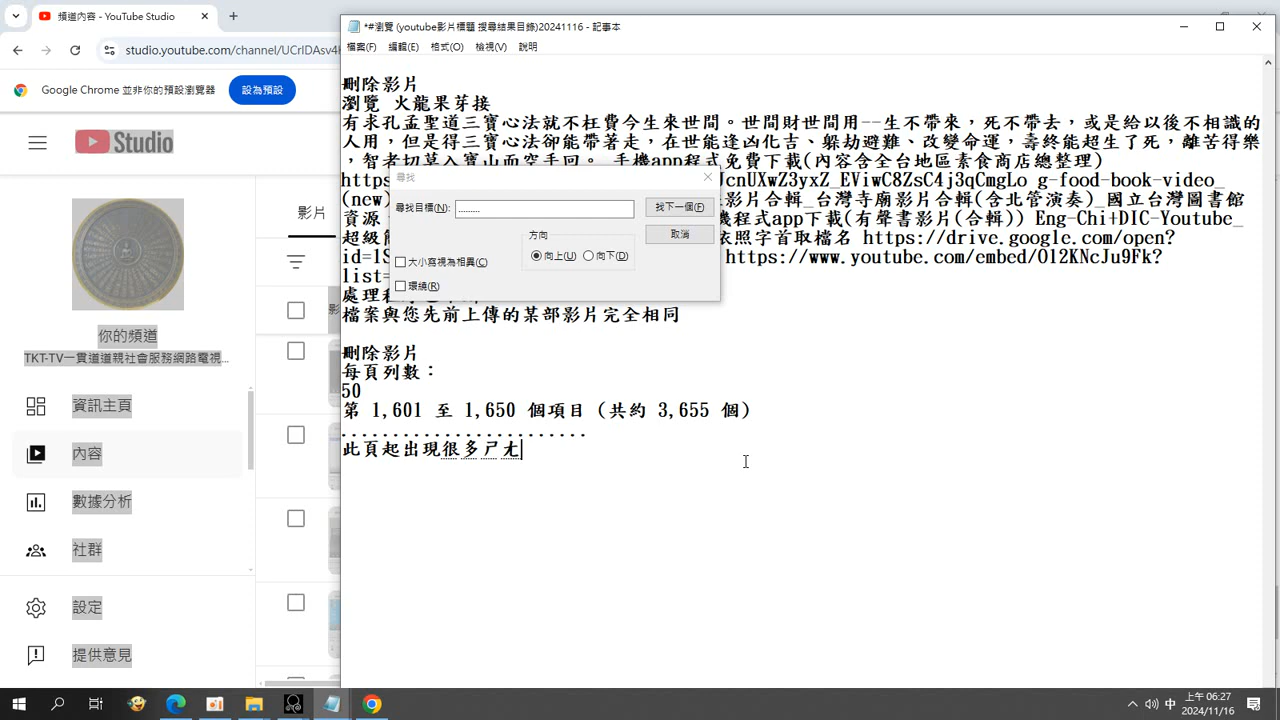 頻道內容 - YouTube Studio
studio.youtube.com/channel/UCrIDAsv4
Google Chrome 並非你的預設瀏覽器
設為預設
Studio
你的頻道
TKT-TV一貫道道親社會服務網路電視...
資訊主頁
內容
數據分析
社群
設定
提供意見
影片
*#瀏覽 (youtube影片標題 搜尋結果目錄)20241116 - 記事本
檔案(F) 編輯(E) 格式(O) 檢視(V) 說明
刪除影片
瀏覽 火龍果芽接
有求孔孟聖道三寶心法就不枉費今生來世間。世間財世間用--生不帶來，死不帶去，或是給以後不相識的
人用，但是得三寶心法卻能帶著走，在世能逢凶化吉、躲劫避難、改變命運，壽終能超生了死，離苦得樂
，智者切莫入寶山而空手回。 手機app程式免費下載(內容含全台地區素食商店總整理)
https JcnUXwZ3yxZ_EViwC8ZsC4j3qCmgLo g-food-book-video_
(new) 影片合輯_台灣寺廟影片合輯(含北管演奏)_國立台灣圖書館
資源 機程式app下載(有聲書影片(合輯)) Eng-Chi+DIC-Youtube_
超級簡 依照字首取檔名 https://drive.google.com/open?
id=1S https://www.youtube.com/embed/O12KNcJu9Fk?
list=
處理
檔案與您先前上傳的某部影片完全相同
刪除影片
每頁列數：
50
第 1,601 至 1,650 個項目 (共約 3,655 個)
.......................
此頁起出現很多ㄕㄤ
尋找
尋找目標(N):
.........
找下一個(F)
取消
方向
向上(U) 向下(D)
大小寫視為相異(C)
環繞(R)
中
上午 06:27
2024/11/16